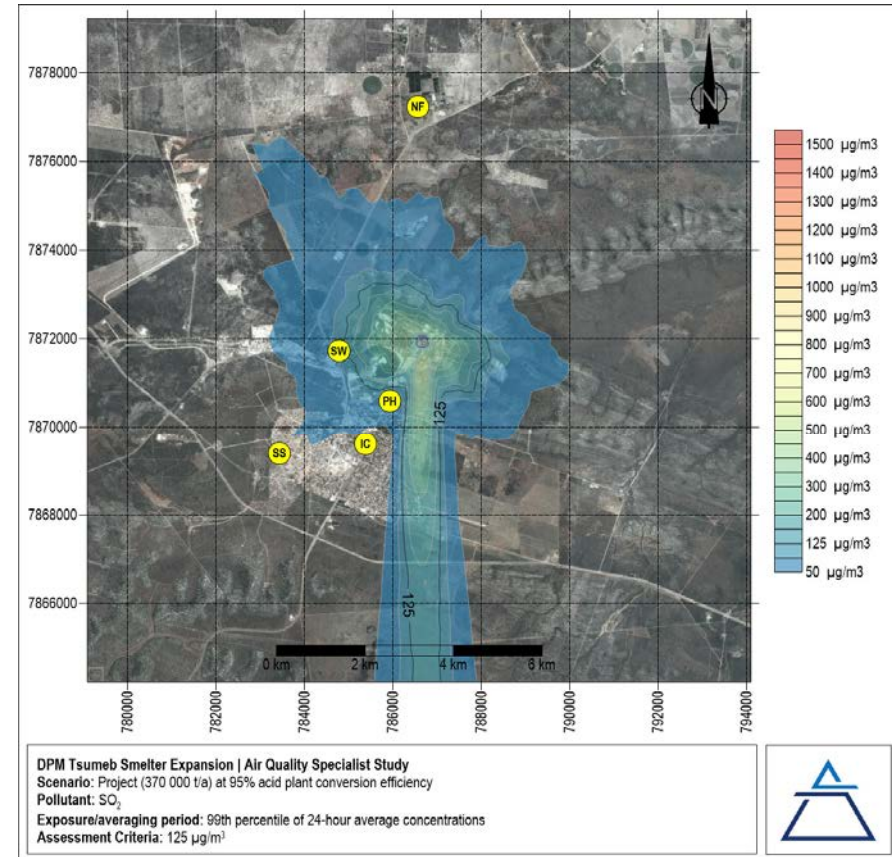 7878000
7876000
7874000
7872000
7870000
7868000
7866000
NF
N
SW
PH
IC
SS
125
125
0 km 2 km 4 km 6 km
780000 782000 784000 786000 788000 790000 792000 794000
1500 µg/m3
1400 µg/m3
1300 µg/m3
1200 µg/m3
1100 µg/m3
1000 µg/m3
900 µg/m3
800 µg/m3
700 µg/m3
600 µg/m3
500 µg/m3
400 µg/m3
300 µg/m3
200 µg/m3
125 µg/m3
50 µg/m3
DPM Tsumeb Smelter Expansion | Air Quality Specialist Study
Scenario: Project (370 000 t/a) at 95% acid plant conversion efficiency
Pollutant: SO₂
Exposure/averaging period: 99th percentile of 24-hour average concentrations
Assessment Criteria: 125 µg/m³